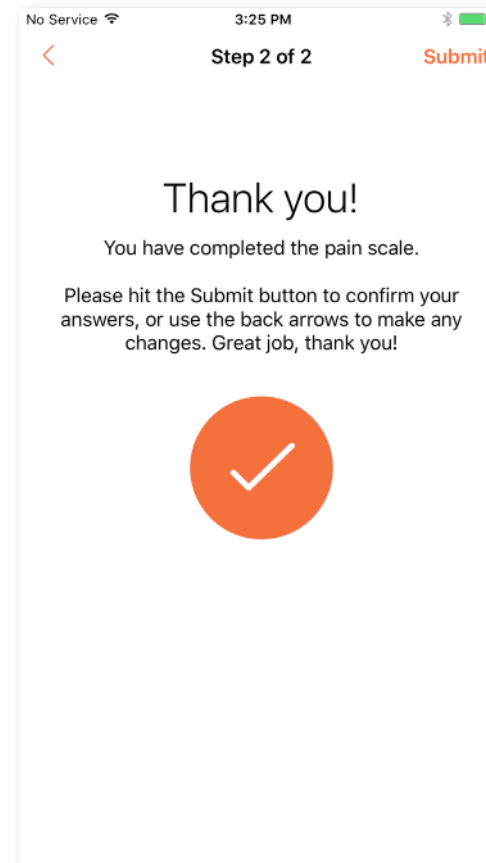 No Service 3:25 PM
Step 2 of 2 Submit
Thank you!
You have completed the pain scale.
Please hit the Submit button to confirm your
answers, or use the back arrows to make any
changes. Great job, thank you!